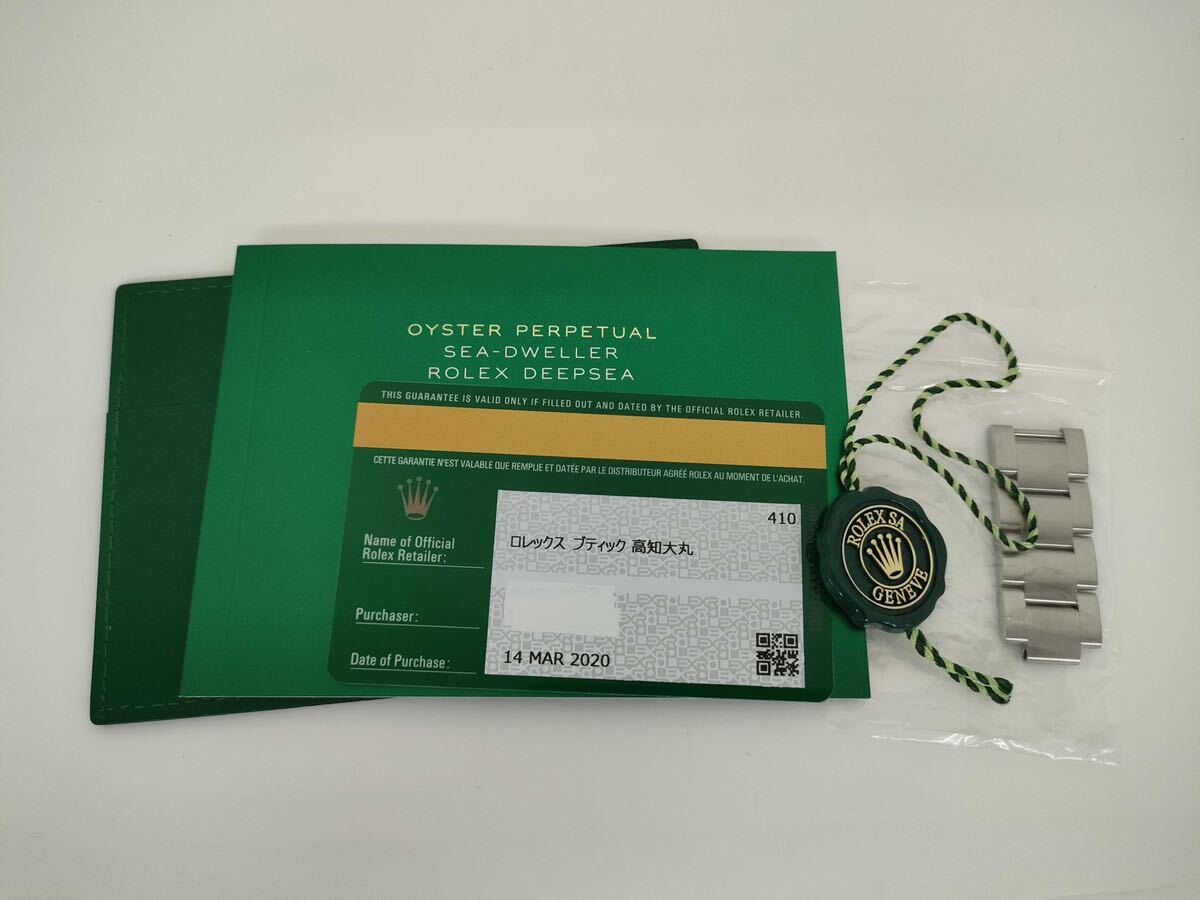 OYSTER PERPETUAL
SEA-DWELLER
ROLEX DEEPSEA
THIS GUARANTEE IS VALID ONLY IF FILLED OUT AND DATED BY THE OFFICIAL ROLEX RETAILER.
CETTE GARANTIE N'EST VALABLE QUE REMPLIE ET DATÉE PAR LE DISTRIBUTEUR AGRÉÉ ROLEX AU MOMENT DE L'ACHAT.
410
Name of Official
Rolex Retailer:
ロレックス ブティック 高知大丸
Purchaser:
Date of Purchase:
14 MAR 2020
ROLEX SA
GENEVE